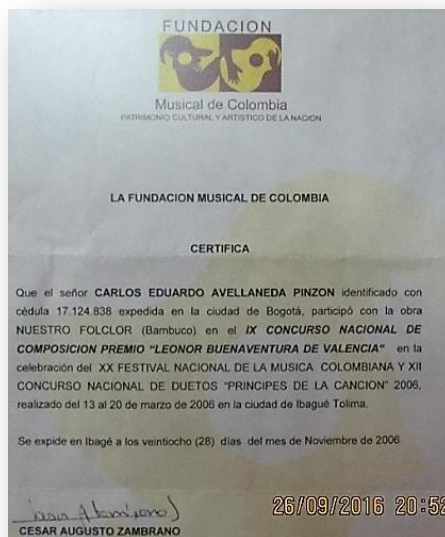 FUNDACION
Musical de Colombia
PATRIMONIO CULTURAL Y ARTISTICO DE LA NACION
LA FUNDACION MUSICAL DE COLOMBIA
CERTIFICA
Que el señor CARLOS EDUARDO AVELLANEDA PINZON identificado con
cédula 17.124.838 expedida en la ciudad de Bogotá, participó con la obra
NUESTRO FOLCLOR (Bambuco) en el IX CONCURSO NACIONAL DE
COMPOSICION PREMIO "LEONOR BUENAVENTURA DE VALENCIA" en la
celebración del XX FESTIVAL NACIONAL DE LA MUSICA COLOMBIANA Y XII
CONCURSO NACIONAL DE DUETOS "PRINCIPES DE LA CANCION" 2006,
realizado del 13 al 20 de marzo de 2006 en la ciudad de Ibagué Tolima.
Se expide en Ibagé a los veintiocho (28) días del mes de Noviembre de 2006
26/09/2016 20:52
CESAR AUGUSTO ZAMBRANO